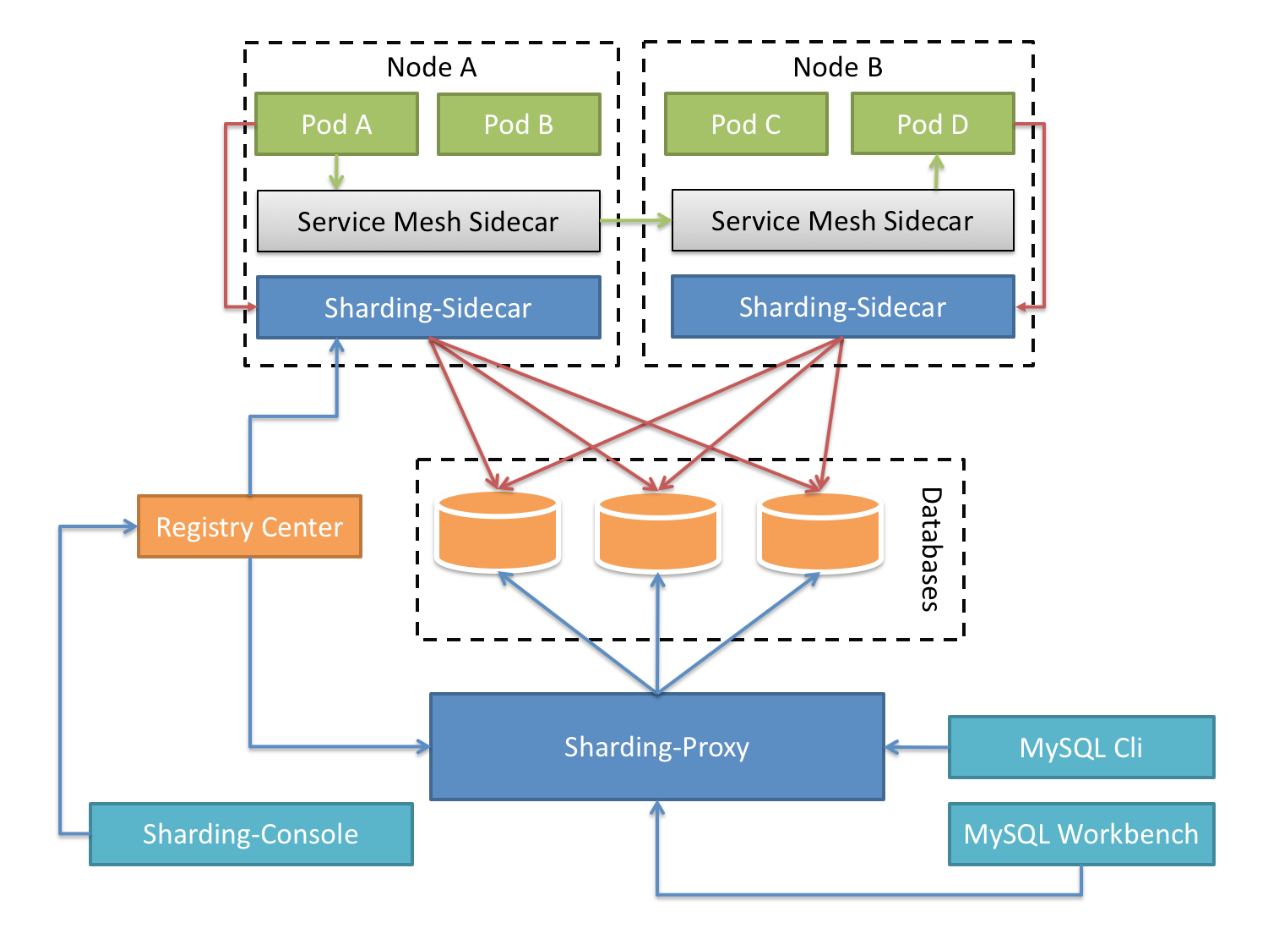 Node A
Node B
Pod A
Pod B
Pod C
Pod D
Service Mesh Sidecar
Service Mesh Sidecar
Sharding-Sidecar
Sharding-Sidecar
Registry Center
Databases
Sharding-Proxy
MySQL Cli
Sharding-Console
MySQL Workbench